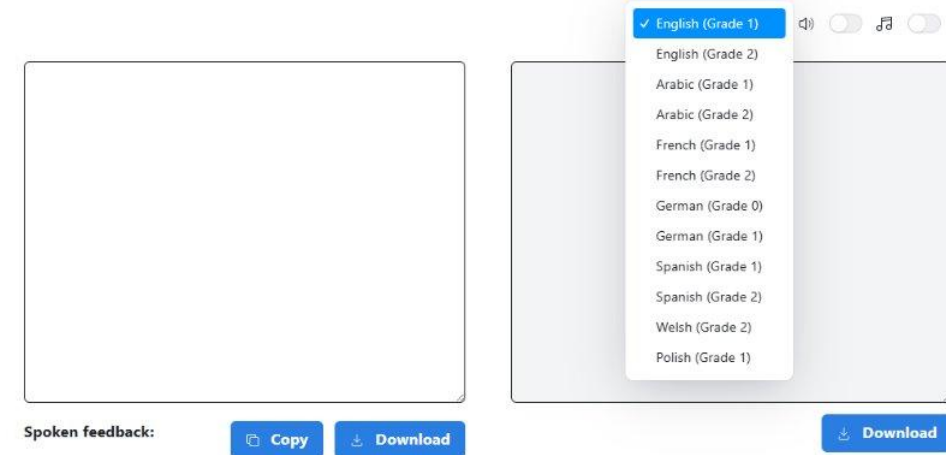 English (Grade 1)
English (Grade 2)
Arabic (Grade 1)
Arabic (Grade 2)
French (Grade 1)
French (Grade 2)
German (Grade 0)
German (Grade 1)
Spanish (Grade 1)
Spanish (Grade 2)
Welsh (Grade 2)
Polish (Grade 1)
Spoken feedback:
Copy
Download
Download